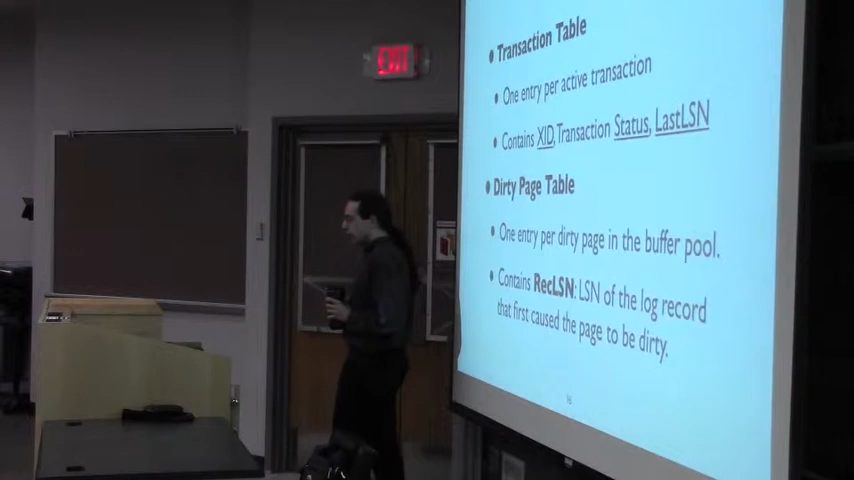 EXIT
• Transaction Table
• One entry per active transaction
• Contains XID, Transaction Status, LastLSN
• Dirty Page Table
• One entry per dirty page in the buffer pool.
• Contains RecLSN: LSN of the log record
that first caused the page to be dirty.